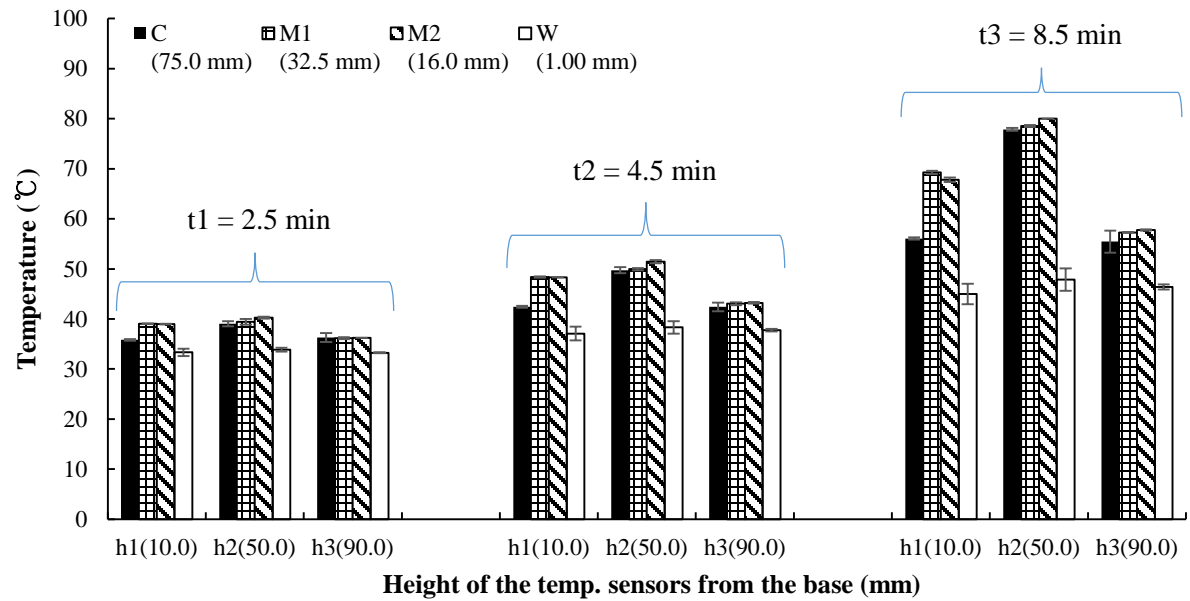 100
90
80
70
60
50
40
30
20
10
0
Temperature (℃)
C M1 M2 W
(75.0 mm) (32.5 mm) (16.0 mm) (1.00 mm)
t1 = 2.5 min
t2 = 4.5 min
t3 = 8.5 min
h1(10.0) h2(50.0) h3(90.0) h1(10.0) h2(50.0) h3(90.0) h1(10.0) h2(50.0) h3(90.0)
Height of the temp. sensors from the base (mm)